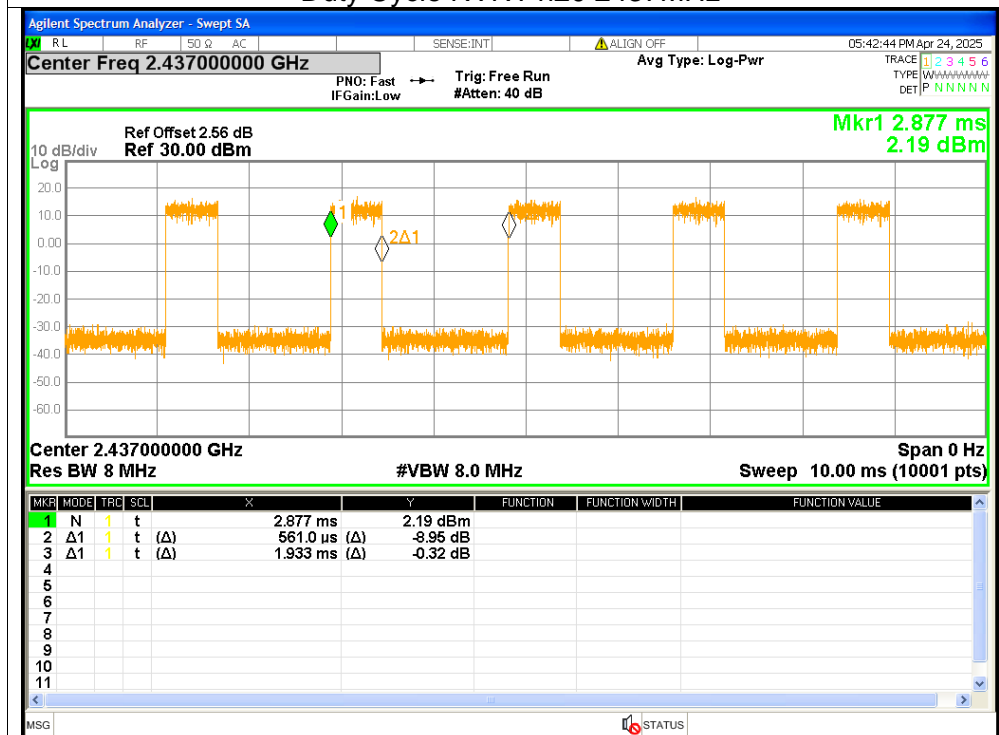 Agilent Spectrum Analyzer - Swept SA
LXI RL RF 50 Ω AC SENSE:INT ALIGN OFF 05:42:44 PM Apr 24, 2025
Center Freq 2.437000000 GHz Avg Type: Log-Pwr TRACE 1 2 3 4 5 6
PNO: Fast Trig: Free Run TYPE
IFGain:Low #Atten: 40 dB DET P N N N N N
Mkr1 2.877 ms
Ref Offset 2.56 dB
10 dB/div Ref 30.00 dBm 2.19 dBm
Log
20.0
10.0
1
2Δ1
0.00
-10.0
-20.0
-30.0
-40.0
-50.0
-60.0
Center 2.437000000 GHz Span 0 Hz
Res BW 8 MHz #VBW 8.0 MHz Sweep 10.00 ms (10001 pts)
MKR MODE TRC SCL X Y FUNCTION FUNCTION WIDTH FUNCTION VALUE
1 N 1 t 2.877 ms 2.19 dBm
2 Δ1 1 t (Δ) 561.0 µs (Δ) -8.95 dB
3 Δ1 1 t (Δ) 1.933 ms (Δ) -0.32 dB
4
5
6
7
8
9
10
11
MSG STATUS